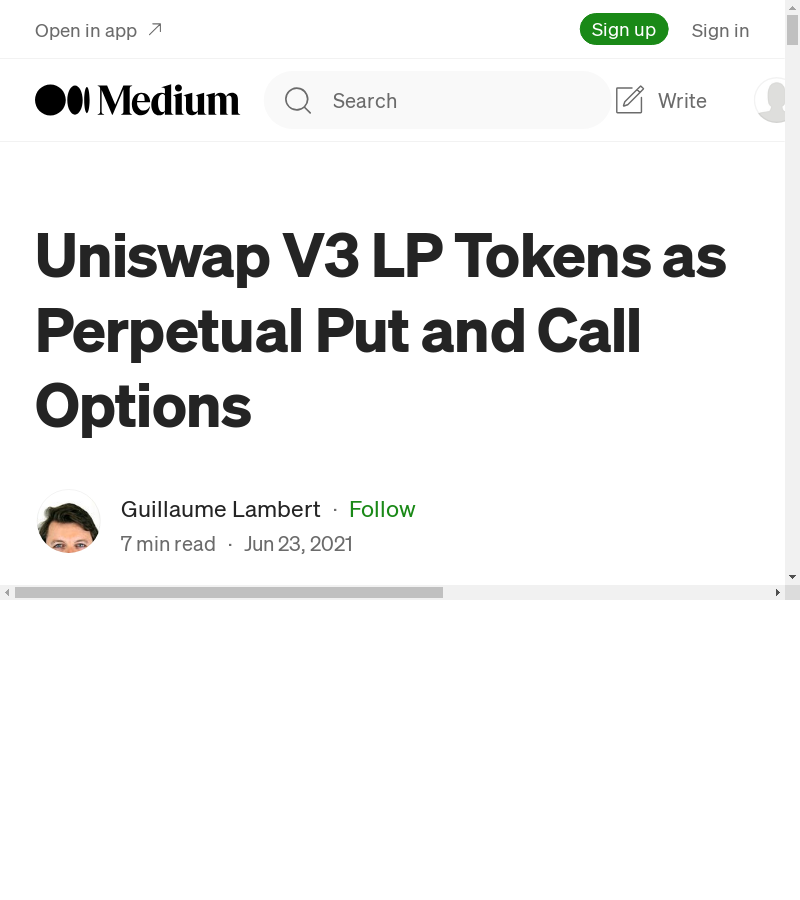 Open in app
Sign up
Sign in
Medium
Search
Write
Uniswap V3 LP Tokens as
Perpetual Put and Call
Options
Guillaume Lambert · Follow
7 min read · Jun 23, 2021